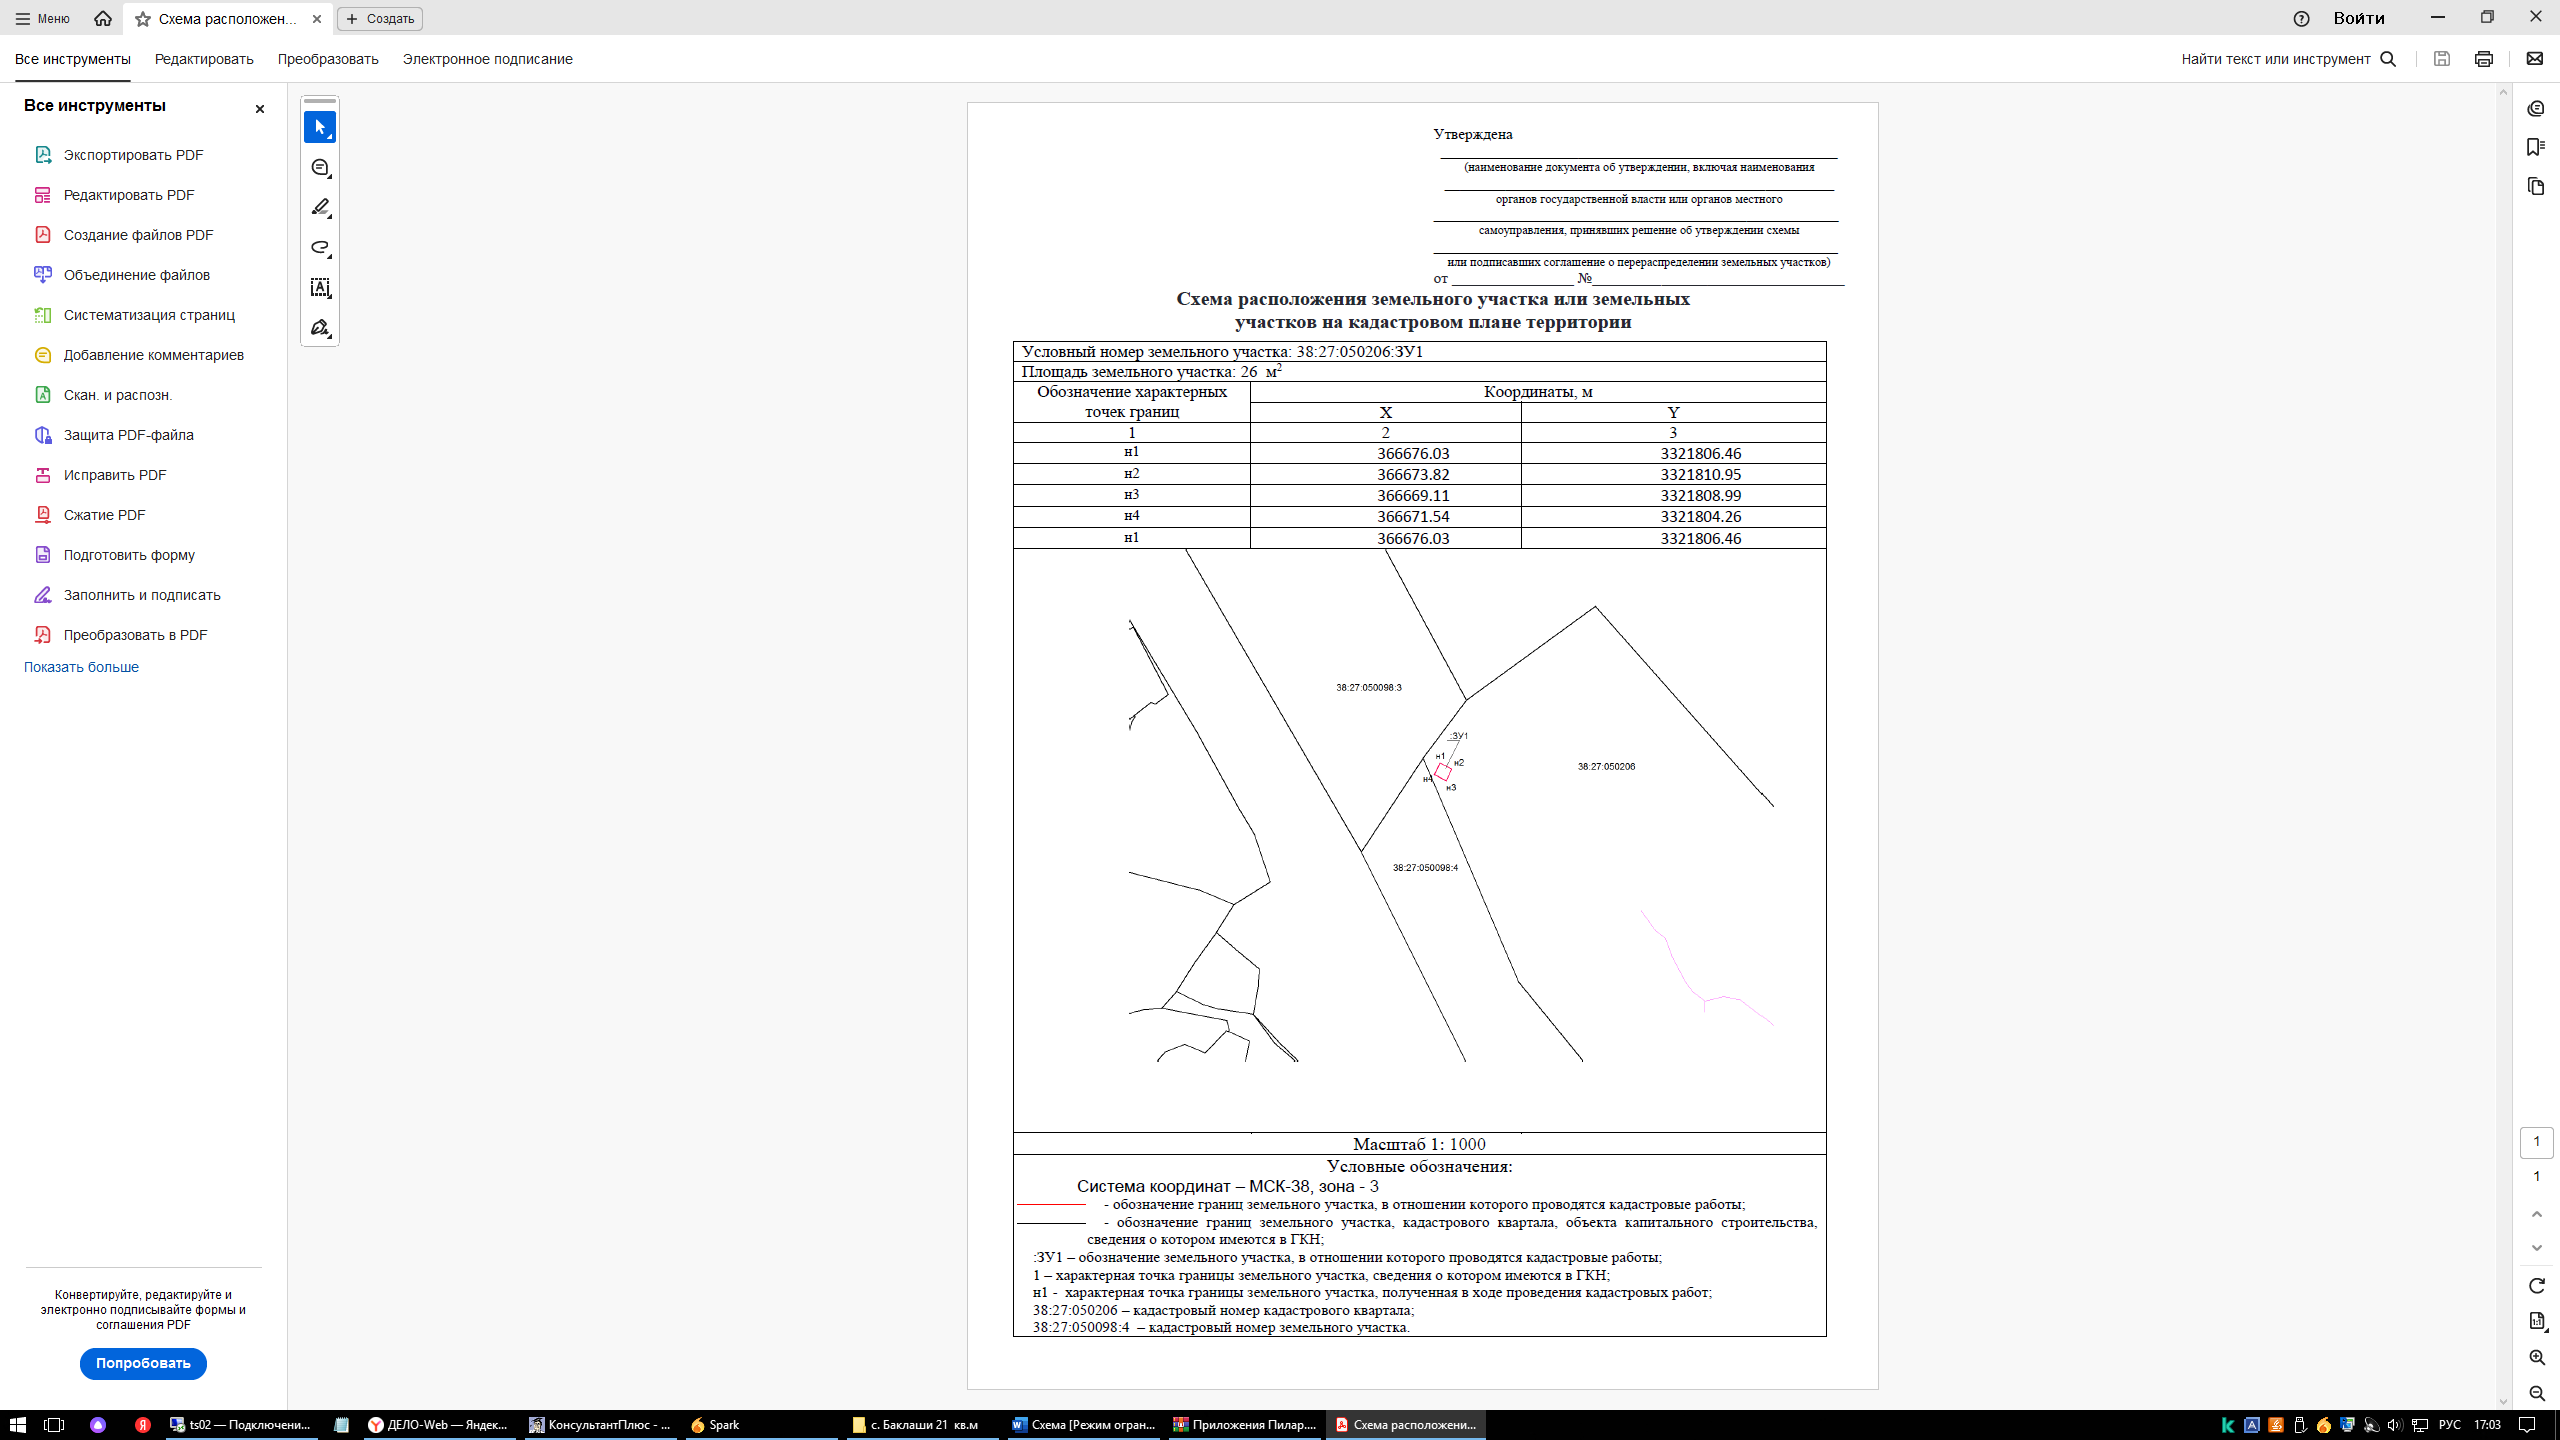 Меню
Схема расположен...
Создать
Войти
Все инструменты
Редактировать
Преобразовать
Электронное подписание
Найти текст или инструмент
Все инструменты
Экспортировать PDF
Редактировать PDF
Создание файлов PDF
Объединение файлов
Систематизация страниц
Добавление комментариев
Скан. и распозн.
Защита PDF-файла
Исправить PDF
Сжатие PDF
Подготовить форму
Заполнить и подписать
Преобразовать в PDF
Показать больше
Конвертируйте, редактируйте и
электронно подписывайте формы и
соглашения PDF
Попробовать
Утверждена
(наименование документа об утверждении, включая наименования
органов государственной власти или органов местного
самоуправления, принявших решение об утверждении схемы
или подписавших соглашение о перераспределении земельных участков)
от _________________ №___________________________________
Схема расположения земельного участка или земельных
участков на кадастровом плане территории
Условный номер земельного участка: 38:27:050206:ЗУ1
Площадь земельного участка: 26 м²
Обозначение характерных точек границ
Координаты, м
X Y
1 2 3
н1 366676.03 3321806.46
н2 366673.82 3321810.95
н3 366669.11 3321808.99
н4 366671.54 3321804.26
н1 366676.03 3321806.46
38:27:050098:3
:ЗУ1
н1
н2
н4
н3
38:27:050206
38:27:050098:4
Масштаб 1: 1000
Условные обозначения:
Система координат – МСК-38, зона - 3
- обозначение границ земельного участка, в отношении которого проводятся кадастровые работы;
- обозначение границ земельного участка, кадастрового квартала, объекта капитального строительства,
сведения о котором имеются в ГКН;
:ЗУ1 – обозначение земельного участка, в отношении которого проводятся кадастровые работы;
1 – характерная точка границы земельного участка, сведения о котором имеются в ГКН;
н1 - характерная точка границы земельного участка, полученная в ходе проведения кадастровых работ;
38:27:050206 – кадастровый номер кадастрового квартала;
38:27:050098:4 – кадастровый номер земельного участка.
1
1
ts02 — Подключени...
ДЕЛО-Web — Яндек...
КонсультантПлюс - ...
Spark
с. Баклаши 21 кв.м
Схема [Режим огран...
Приложения Пилар....
Схема расположени...
РУС
17:03